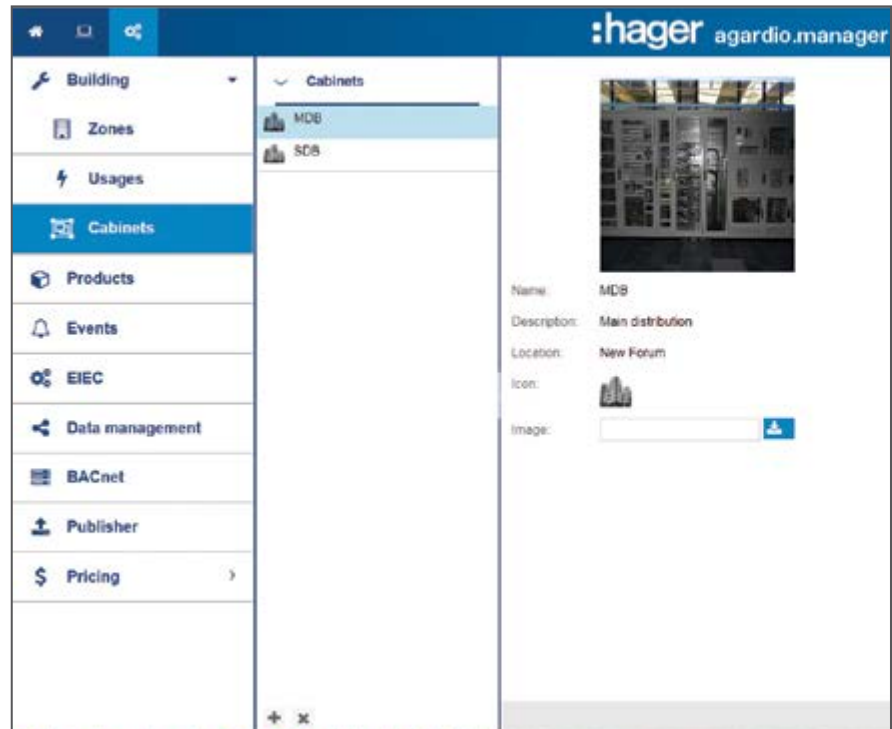 :hager agardio.manager
Building
Zones
Usages
Cabinets
Products
Events
EIEC
Data management
BACnet
Publisher
Pricing
Cabinets
MDB
SDB
Name: MDB
Description: Main distribution
Location: New Forum
Icon:
Image: